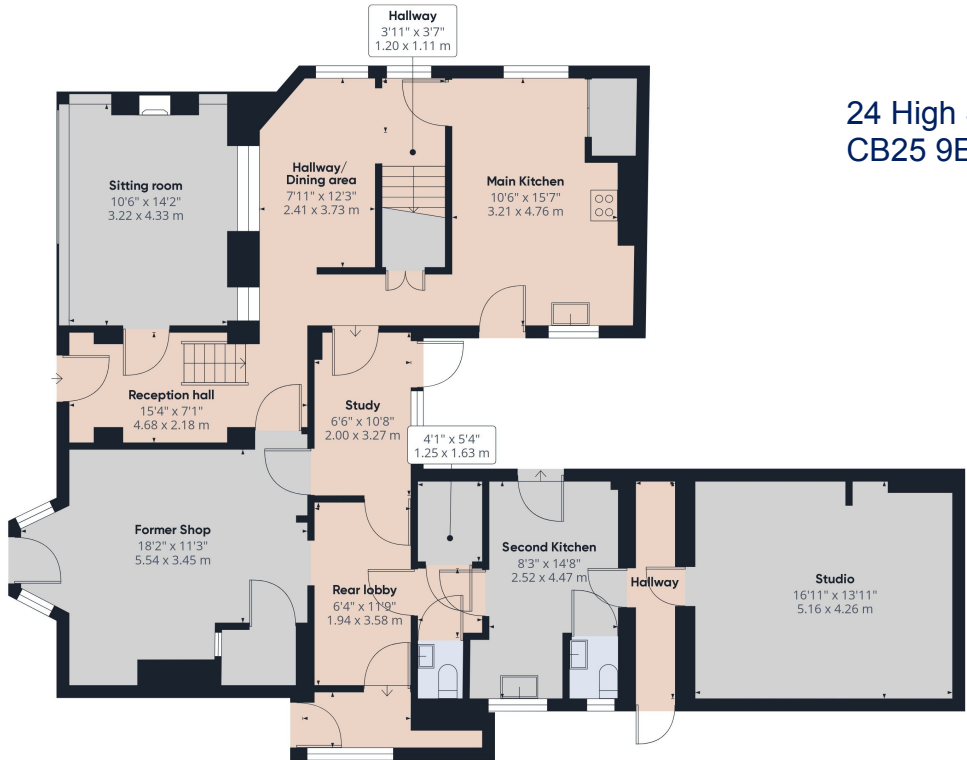 Hallway
3'11" x 3'7"
1.20 x 1.11 m
24 High
CB25 9
Sitting room
10'6" x 14'2"
3.22 x 4.33 m
Hallway/
Dining area
7'11" x 12'3"
2.41 x 3.73 m
Main Kitchen
10'6" x 15'7"
3.21 x 4.76 m
Reception hall
15'4" x 7'1"
4.68 x 2.18 m
Study
6'6" x 10'8"
2.00 x 3.27 m
4'1" x 5'4"
1.25 x 1.63 m
Former Shop
18'2" x 11'3"
5.54 x 3.45 m
Rear lobby
6'4" x 11'9"
1.94 x 3.58 m
Second Kitchen
8'3" x 14'8"
2.52 x 4.47 m
Hallway
Studio
16'11" x 13'11"
5.16 x 4.26 m